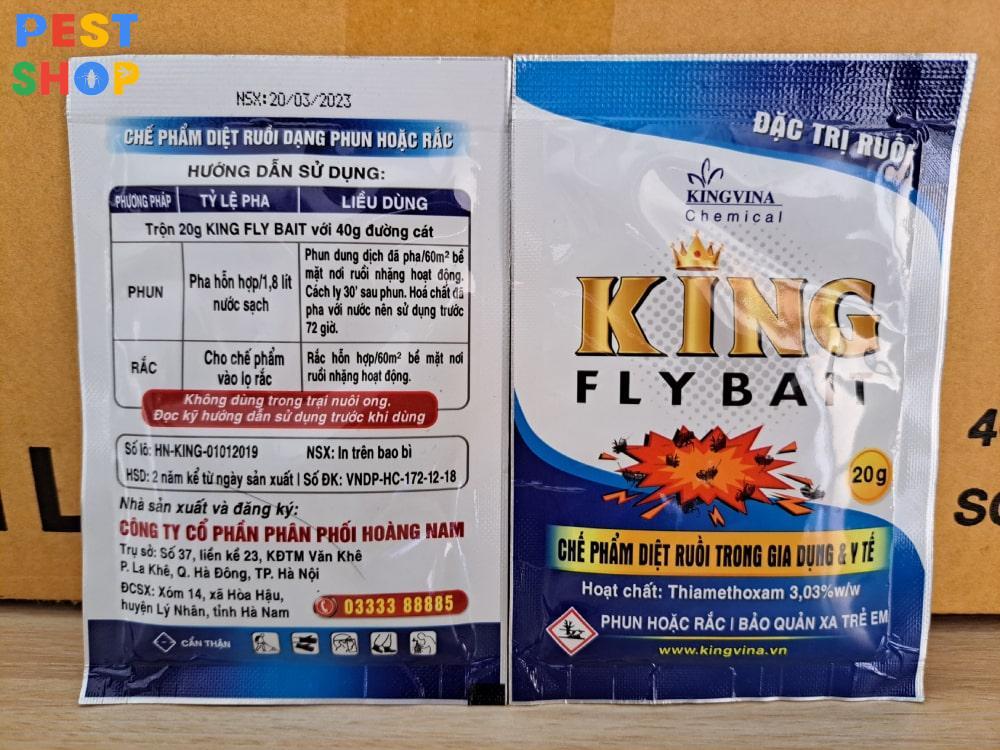 PEST
SHOP
NSX:20/03/2023
CHẾ PHẨM DIỆT RUỒI DẠNG PHUN HOẶC RẮC
HƯỚNG DẪN SỬ DỤNG:
PHƯƠNG PHÁP TỶ LỆ PHA LIỀU DÙNG
Trộn 20g KING FLY BAIT với 40g đường cát
PHUN
Pha hỗn hợp/1,8 lít
nước sạch
Phun dung dịch đã pha/60m² bề
mặt nơi ruồi nhặng hoạt động.
Cách ly 30' sau phun. Hoá chất đã
pha với nước nên sử dụng trước
72 giờ.
RẮC
Cho chế phẩm
vào lọ rắc
Rắc hỗn hợp/60m² bề mặt nơi
ruồi nhặng hoạt động.
Không dùng trong trại nuôi ong.
Đọc kỹ hướng dẫn sử dụng trước khi dùng
Số lô: HN-KING-01012019 NSX: In trên bao bì
HSD: 2 năm kể từ ngày sản xuất | Số ĐK: VNDP-HC-172-12-18
Nhà sản xuất và đăng ký:
CÔNG TY CỔ PHẦN PHÂN PHỐI HOÀNG NAM
Trụ sở: Số 37, liền kề 23, KĐTM Văn Khê
P. La Khê, Q. Hà Đông, TP. Hà Nội
ĐCSX: Xóm 14, xã Hòa Hậu,
huyện Lý Nhân, tỉnh Hà Nam
03333 88885
CẨN THẬN
ĐẶC TRỊ RUỒI
KINGVINA
Chemical
KING
FLY BAIT
20g
CHẾ PHẨM DIỆT RUỒI TRONG GIA DỤNG & Y TẾ
Hoạt chất: Thiamethoxam 3,03%w/w
PHUN HOẶC RẮC | BẢO QUẢN XA TRẺ EM
www.kingvina.vn